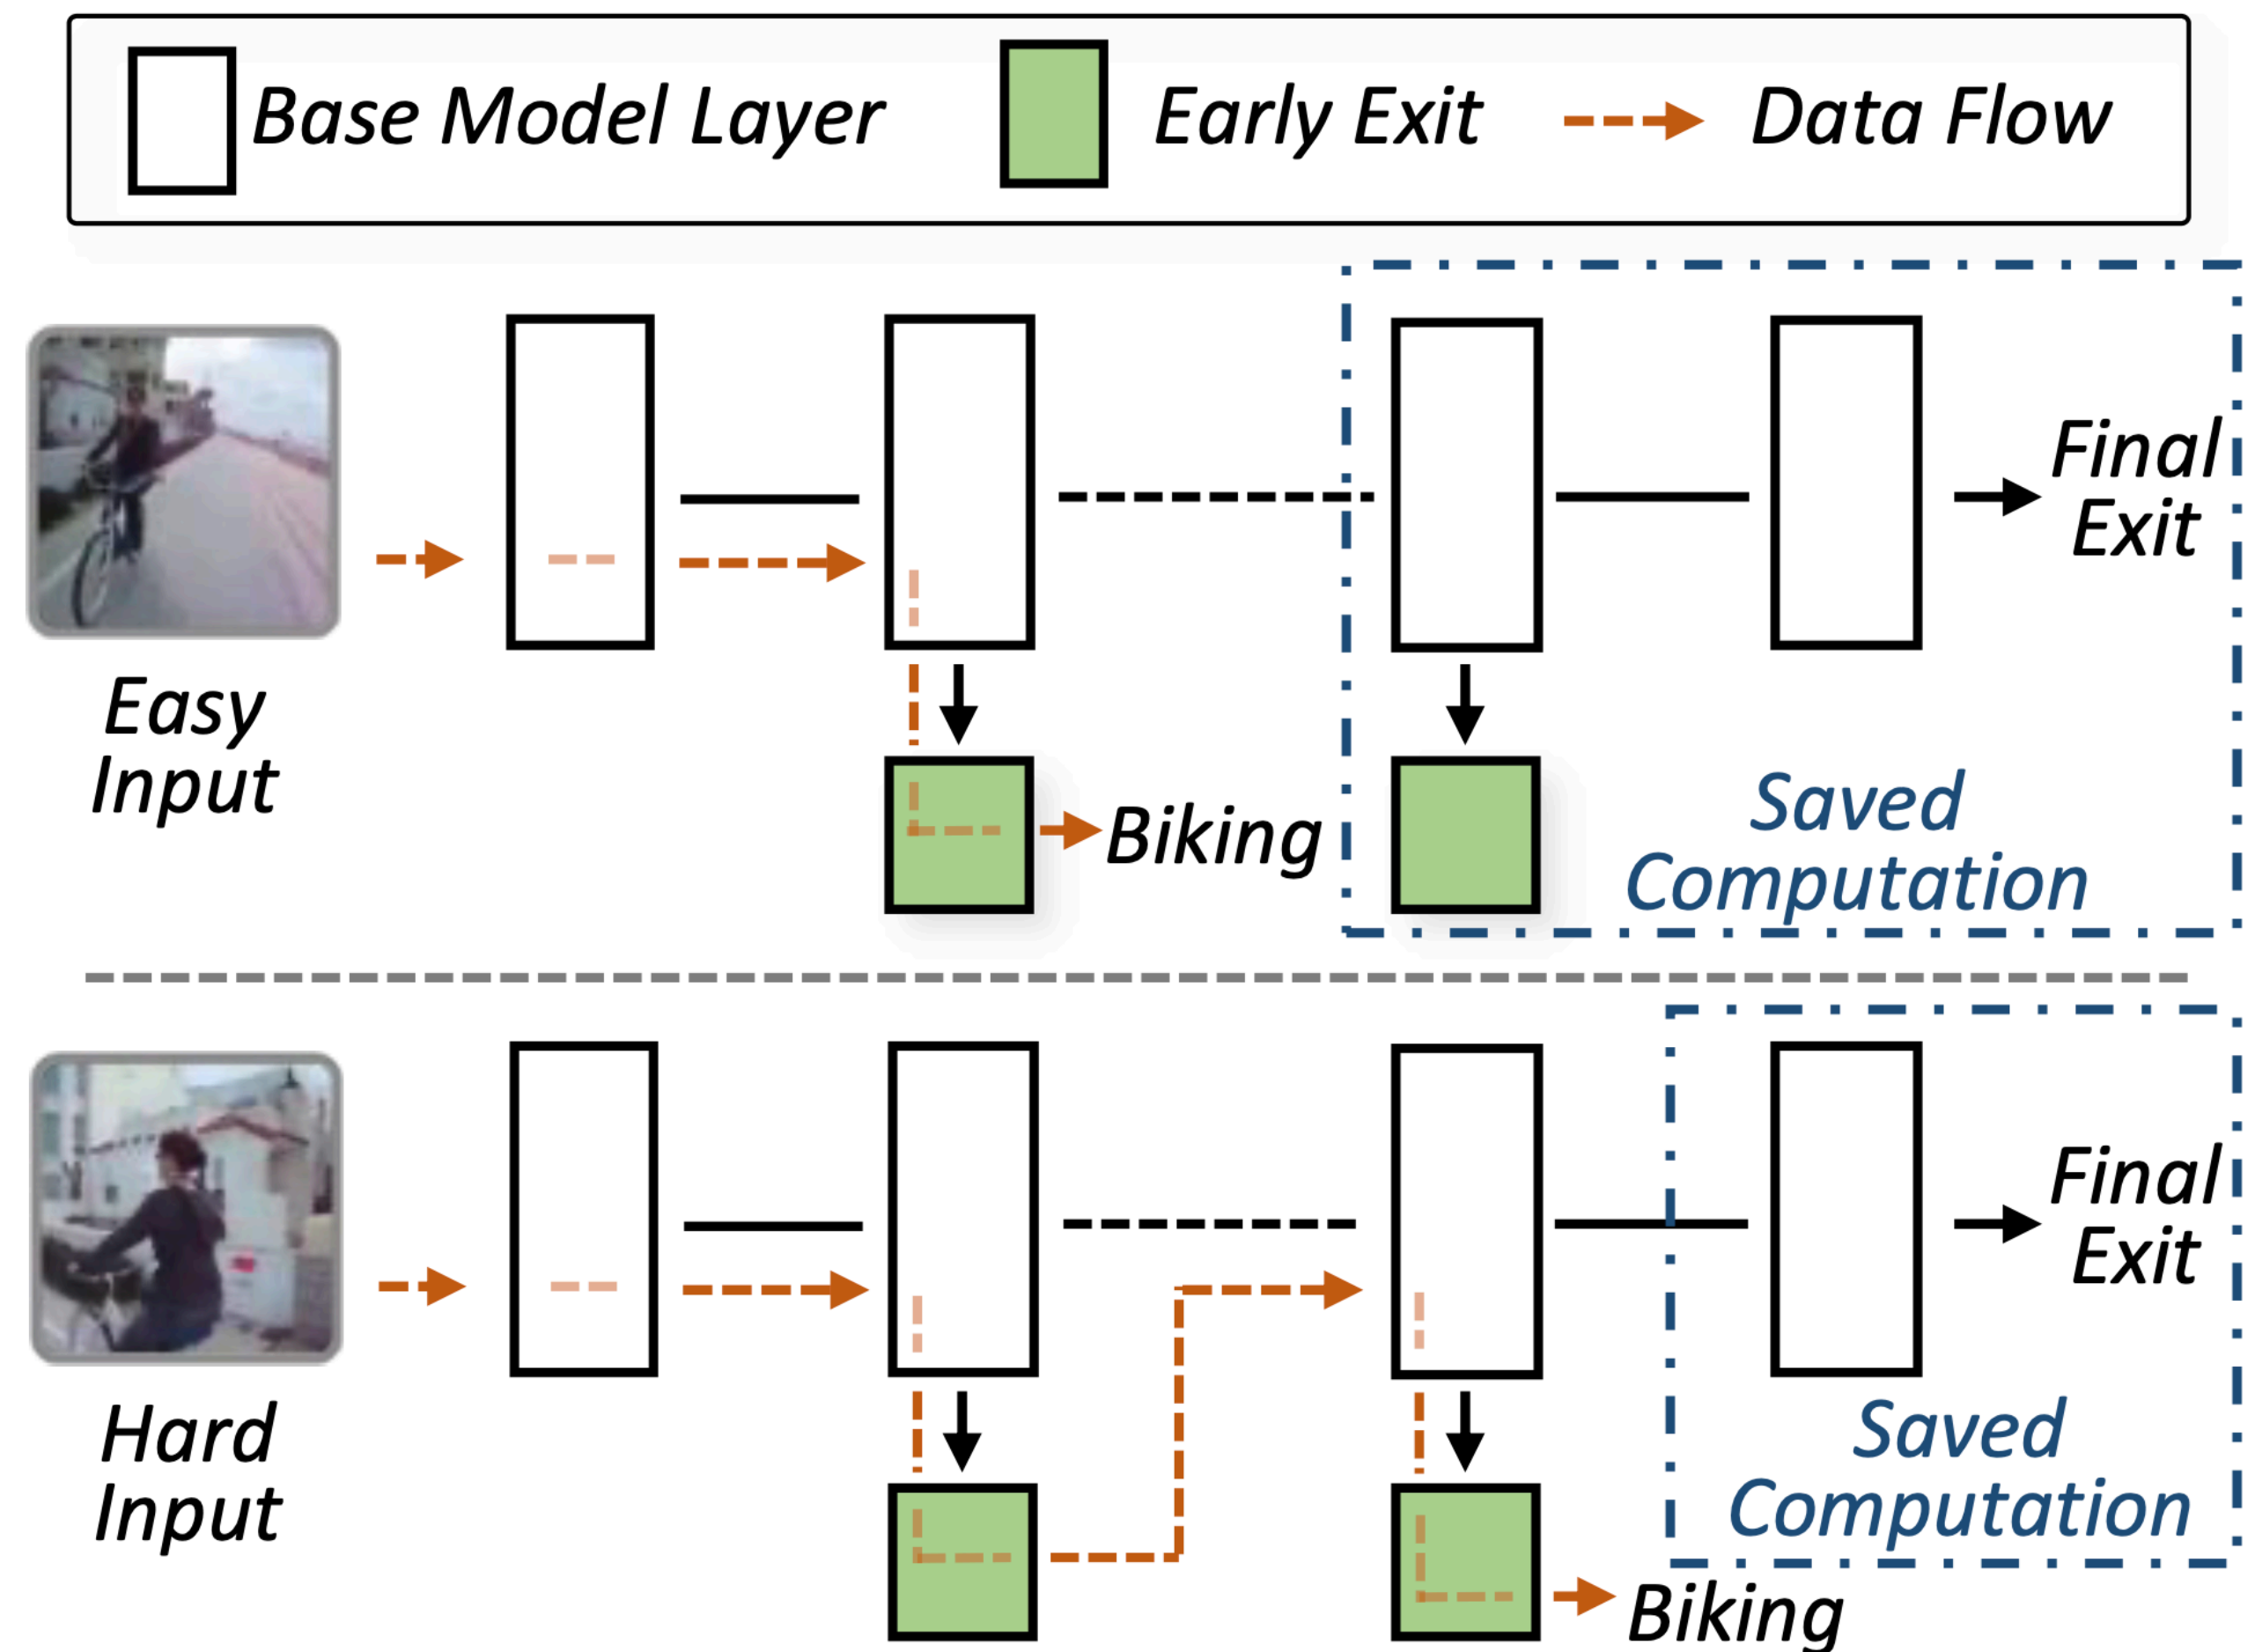 Base Model Layer
Early Exit
Data Flow
Easy
Input
Final
Exit
Biking
Saved
Computation
Hard
Input
Final
Exit
Saved
Computation
Biking